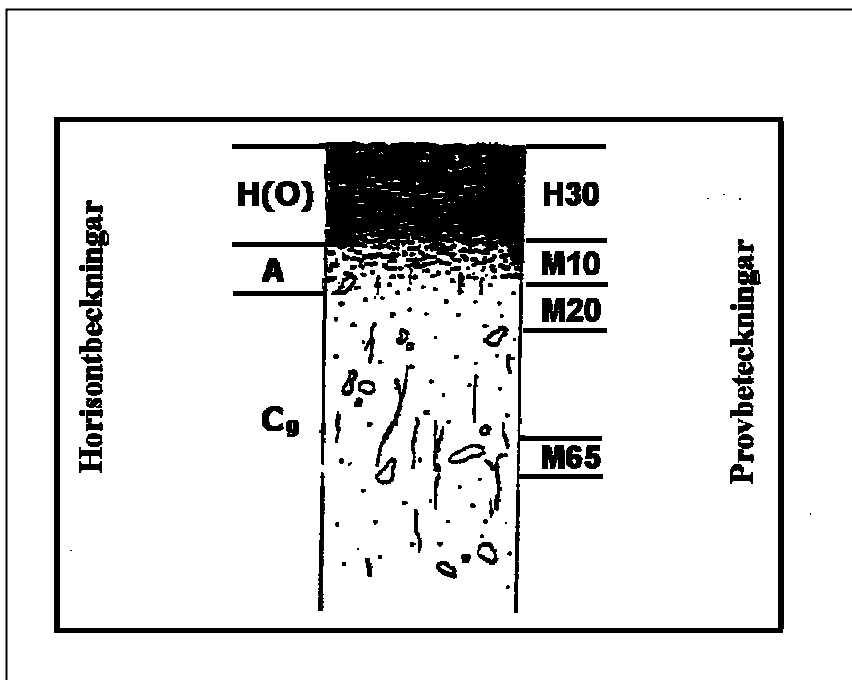 Horisontbeckningar
H(O)
A
Cg
H30
M10
M20
M65
Provbeteckningar